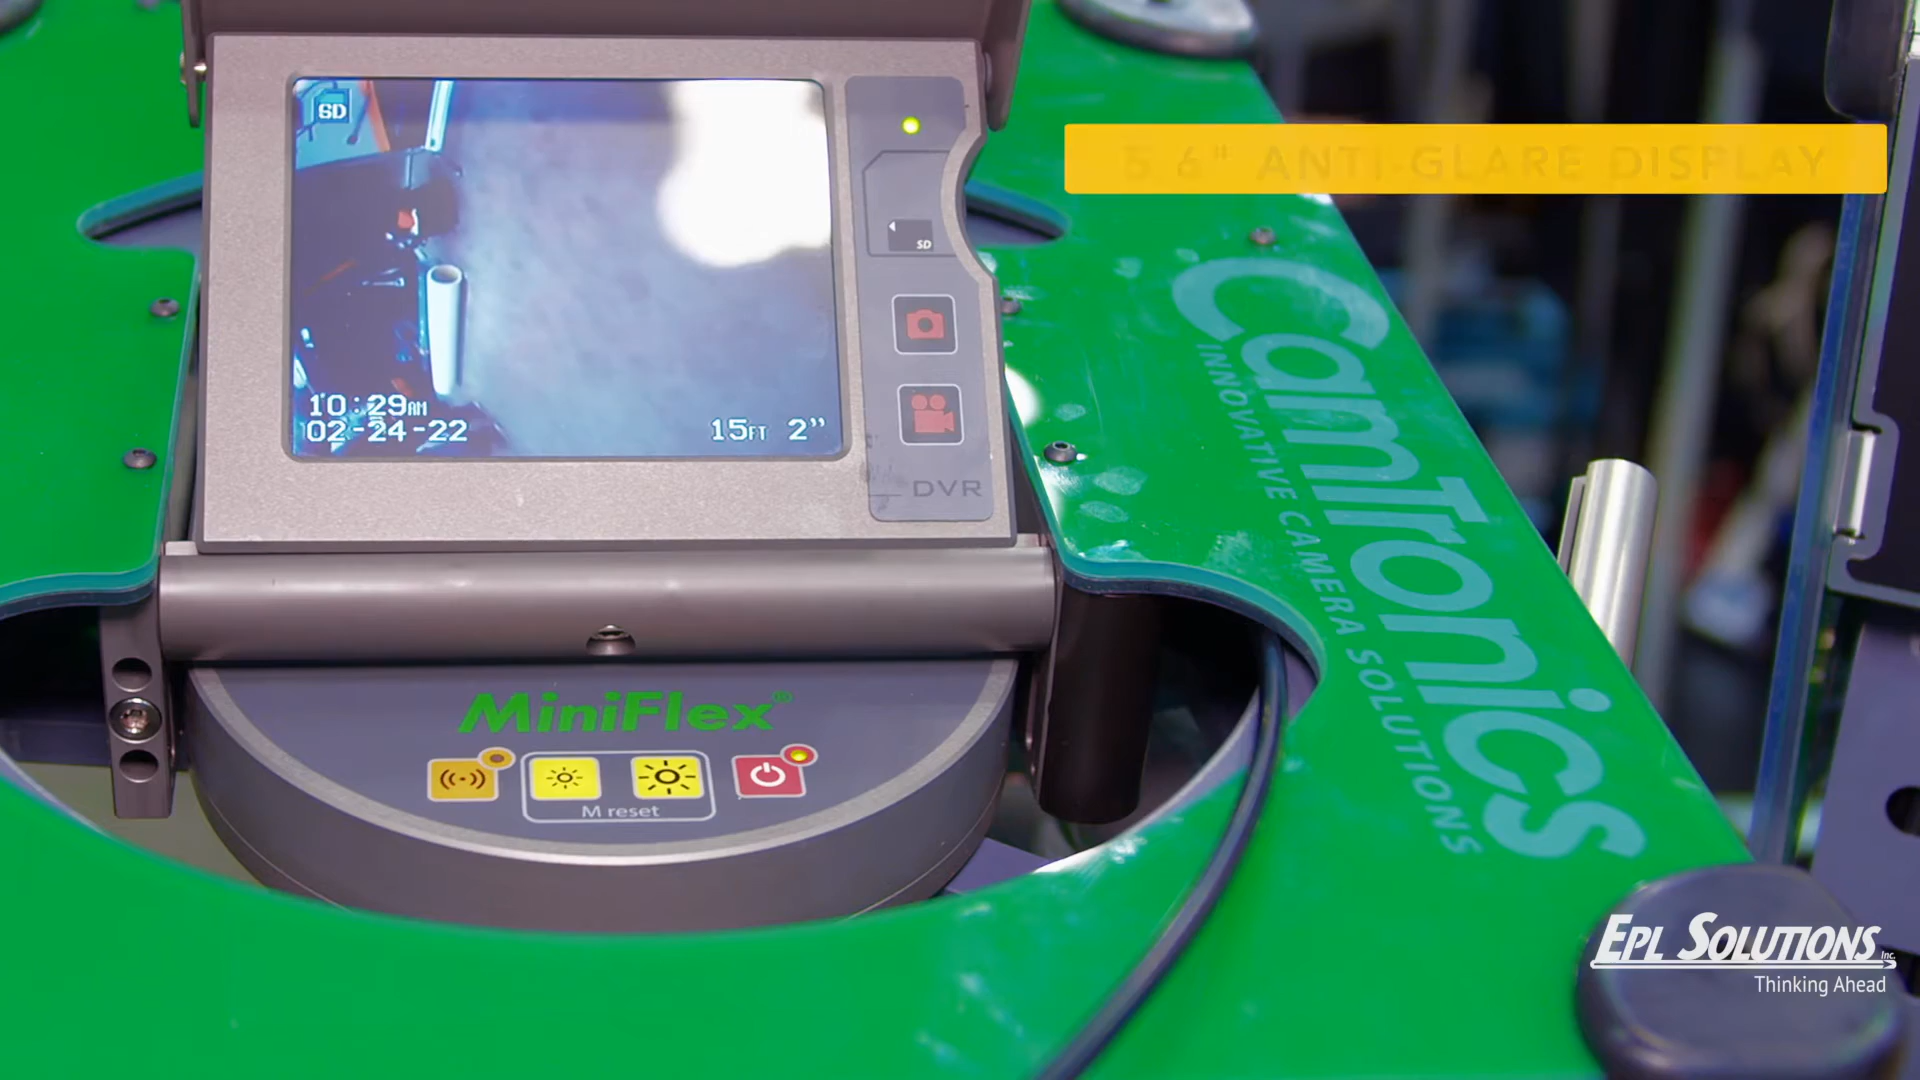 SD
10:29AM
02-24-22
15FT 2"
SD
DVR
5.6" ANTI-GLARE DISPLAY
CamTronics
INNOVATIVE CAMERA SOLUTIONS
MiniFlex®
M reset
EPL SOLUTIONS Inc.
Thinking Ahead